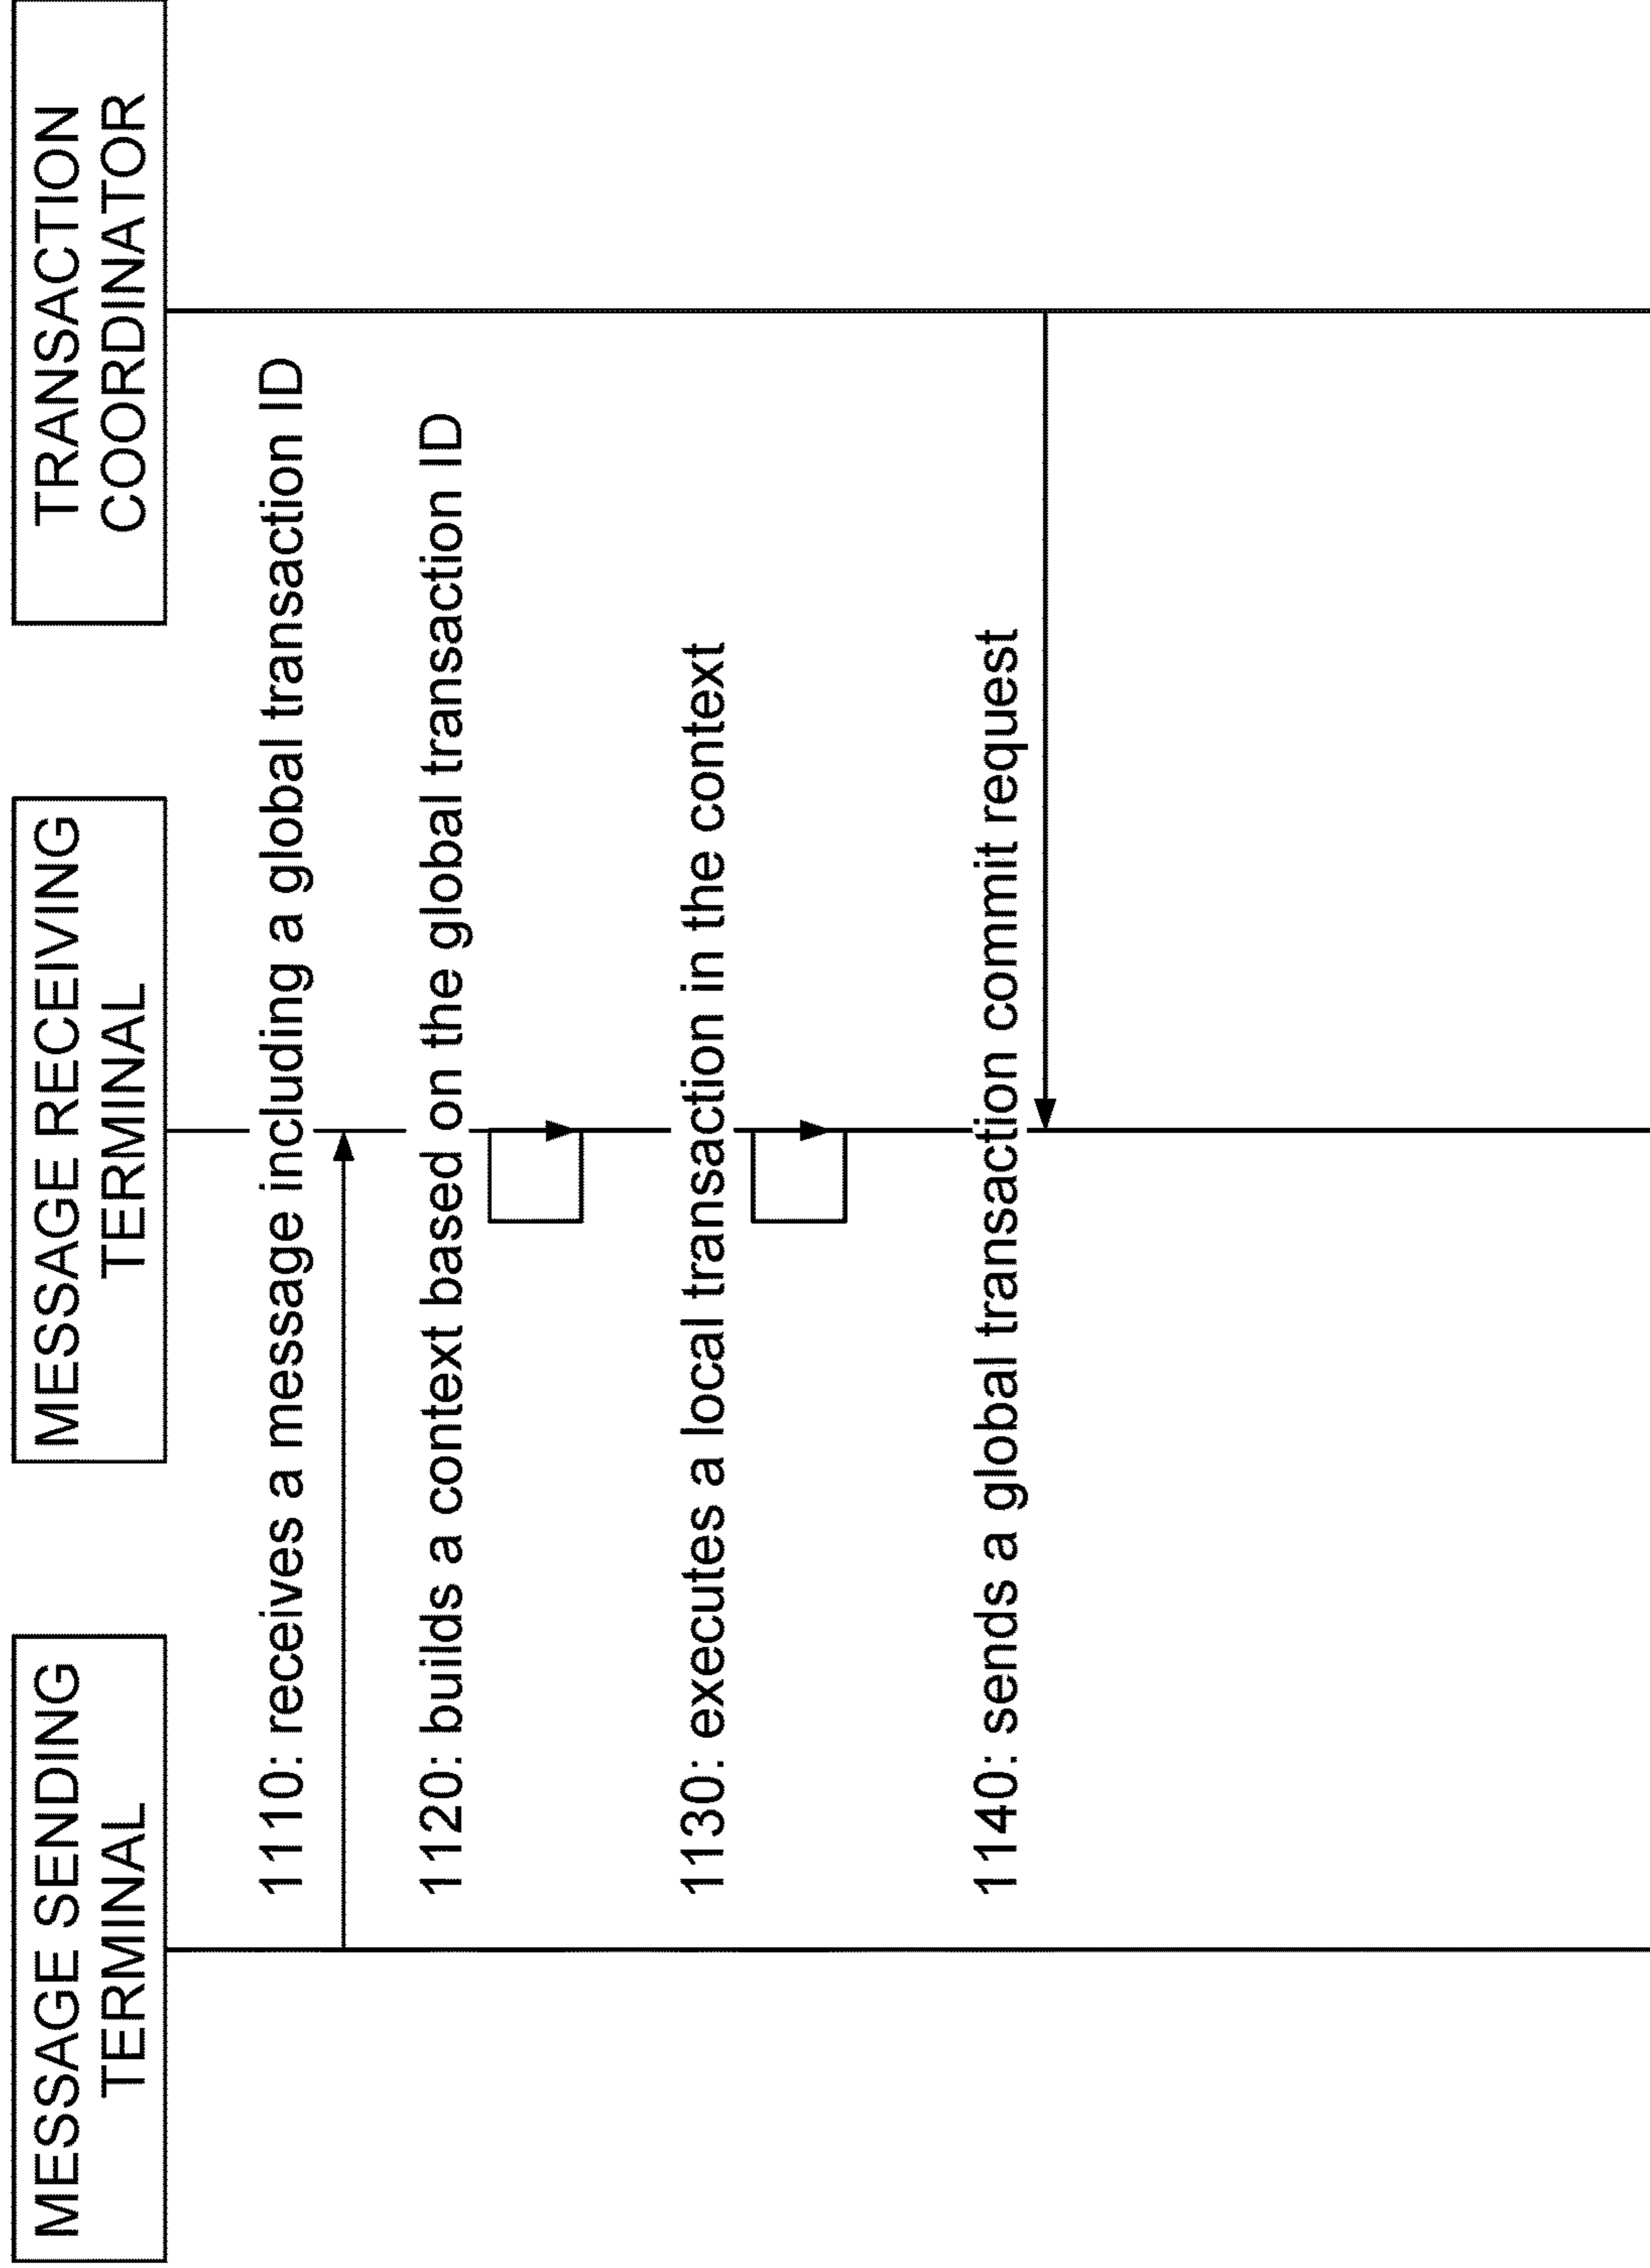 MESSAGE SENDING
TERMINAL
MESSAGE RECEIVING
TERMINAL
TRANSACTION
COORDINATOR
1110: receives a message including a global transaction ID
1120: builds a context based on the global transaction ID
1130: executes a local transaction in the context
1140: sends a global transaction commit request